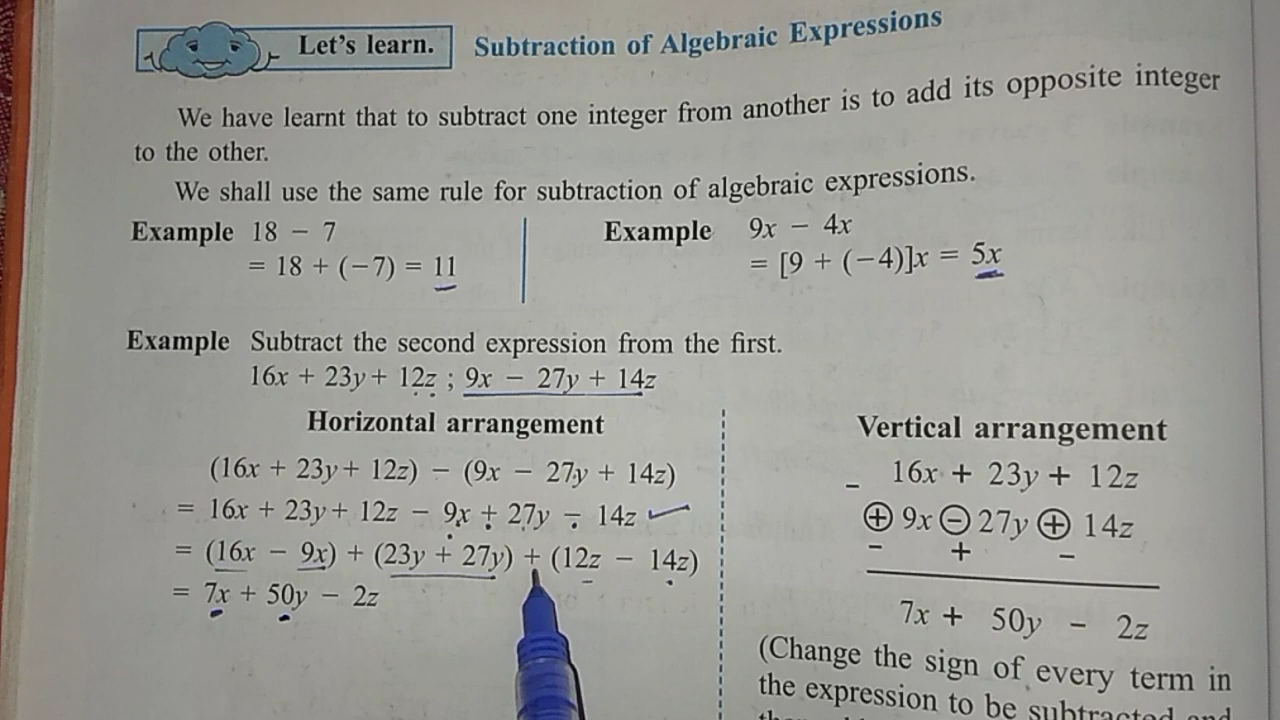 Let's learn.
Subtraction of Algebraic Expressions
We have learnt that to subtract one integer from another is to add its opposite integer
to the other.
We shall use the same rule for subtraction of algebraic expressions.
Example 18 − 7
= 18 + (−7) = 11
Example 9x − 4x
= [9 + (−4)]x = 5x
Example Subtract the second expression from the first.
16x + 23y + 12z ; 9x − 27y + 14z
Horizontal arrangement
(16x + 23y + 12z) − (9x − 27y + 14z)
= 16x + 23y + 12z − 9x + 27y − 14z
= (16x − 9x) + (23y + 27y) + (12z − 14z)
= 7x + 50y − 2z
Vertical arrangement
− 16x + 23y + 12z
⊕ 9x ⊖ 27y ⊕ 14z
− + −
7x + 50y − 2z
(Change the sign of every term in
the expression to be subtracted and